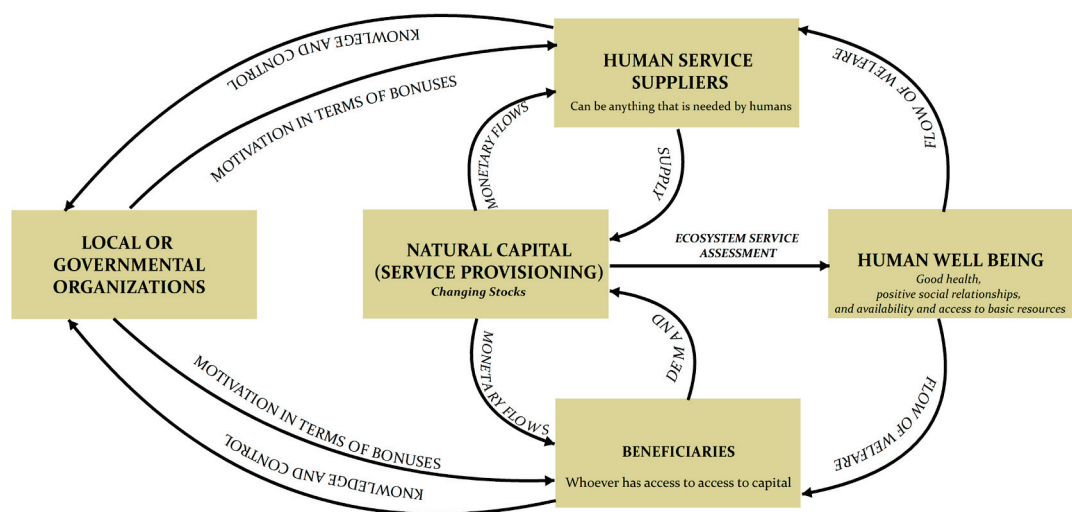 KNOWLEGE AND CONTROL
MOTIVATION IN TERMS OF BONUSES
HUMAN SERVICE
SUPPLIERS
Can be anything that is needed by humans
FLOW OF WELFARE
MONETARY FLOWS
SUPPLY
LOCAL OR
GOVERNMENTAL
ORGANIZATIONS
NATURAL CAPITAL
(SERVICE PROVISIONING)
Changing Stocks
ECOSYSTEM SERVICE
ASSESSMENT
HUMAN WELL BEING
Good health,
positive social relationships,
and availability and access to basic resources
MOTIVATION IN TERMS OF BONUSES
KNOWLEDGE AND CONTROL
MONETARY FLOWS
DEMAND
FLOW OF WELFARE
BENEFICIARIES
Whoever has access to access to capital